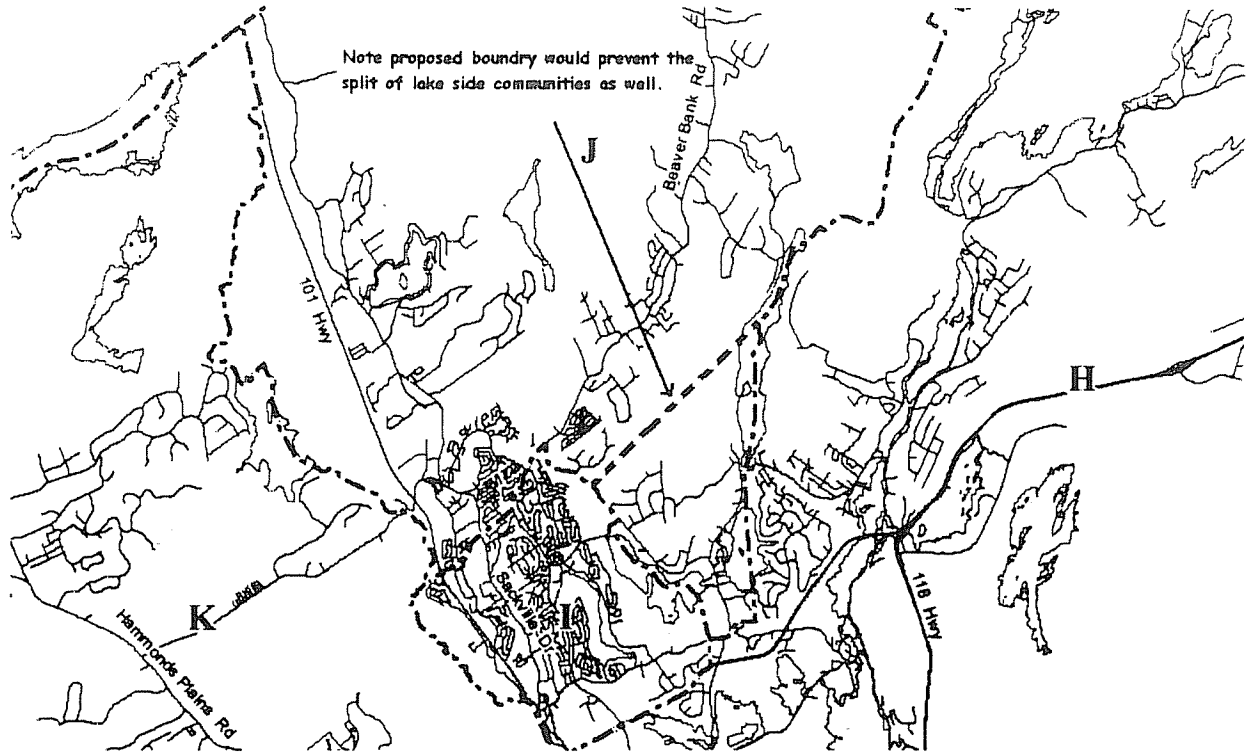 Note proposed boundry would prevent the
split of lake side communities as well.
J
Beaver Bank Rd
101 Hwy
H
K
I
Sackville Dr
118 Hwy
Hammonds Plains Rd